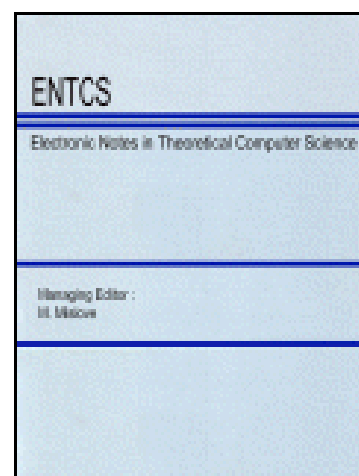 ENTCS
Electronic Notes in Theoretical Computer Science
Managing Editor :
M. Mislove